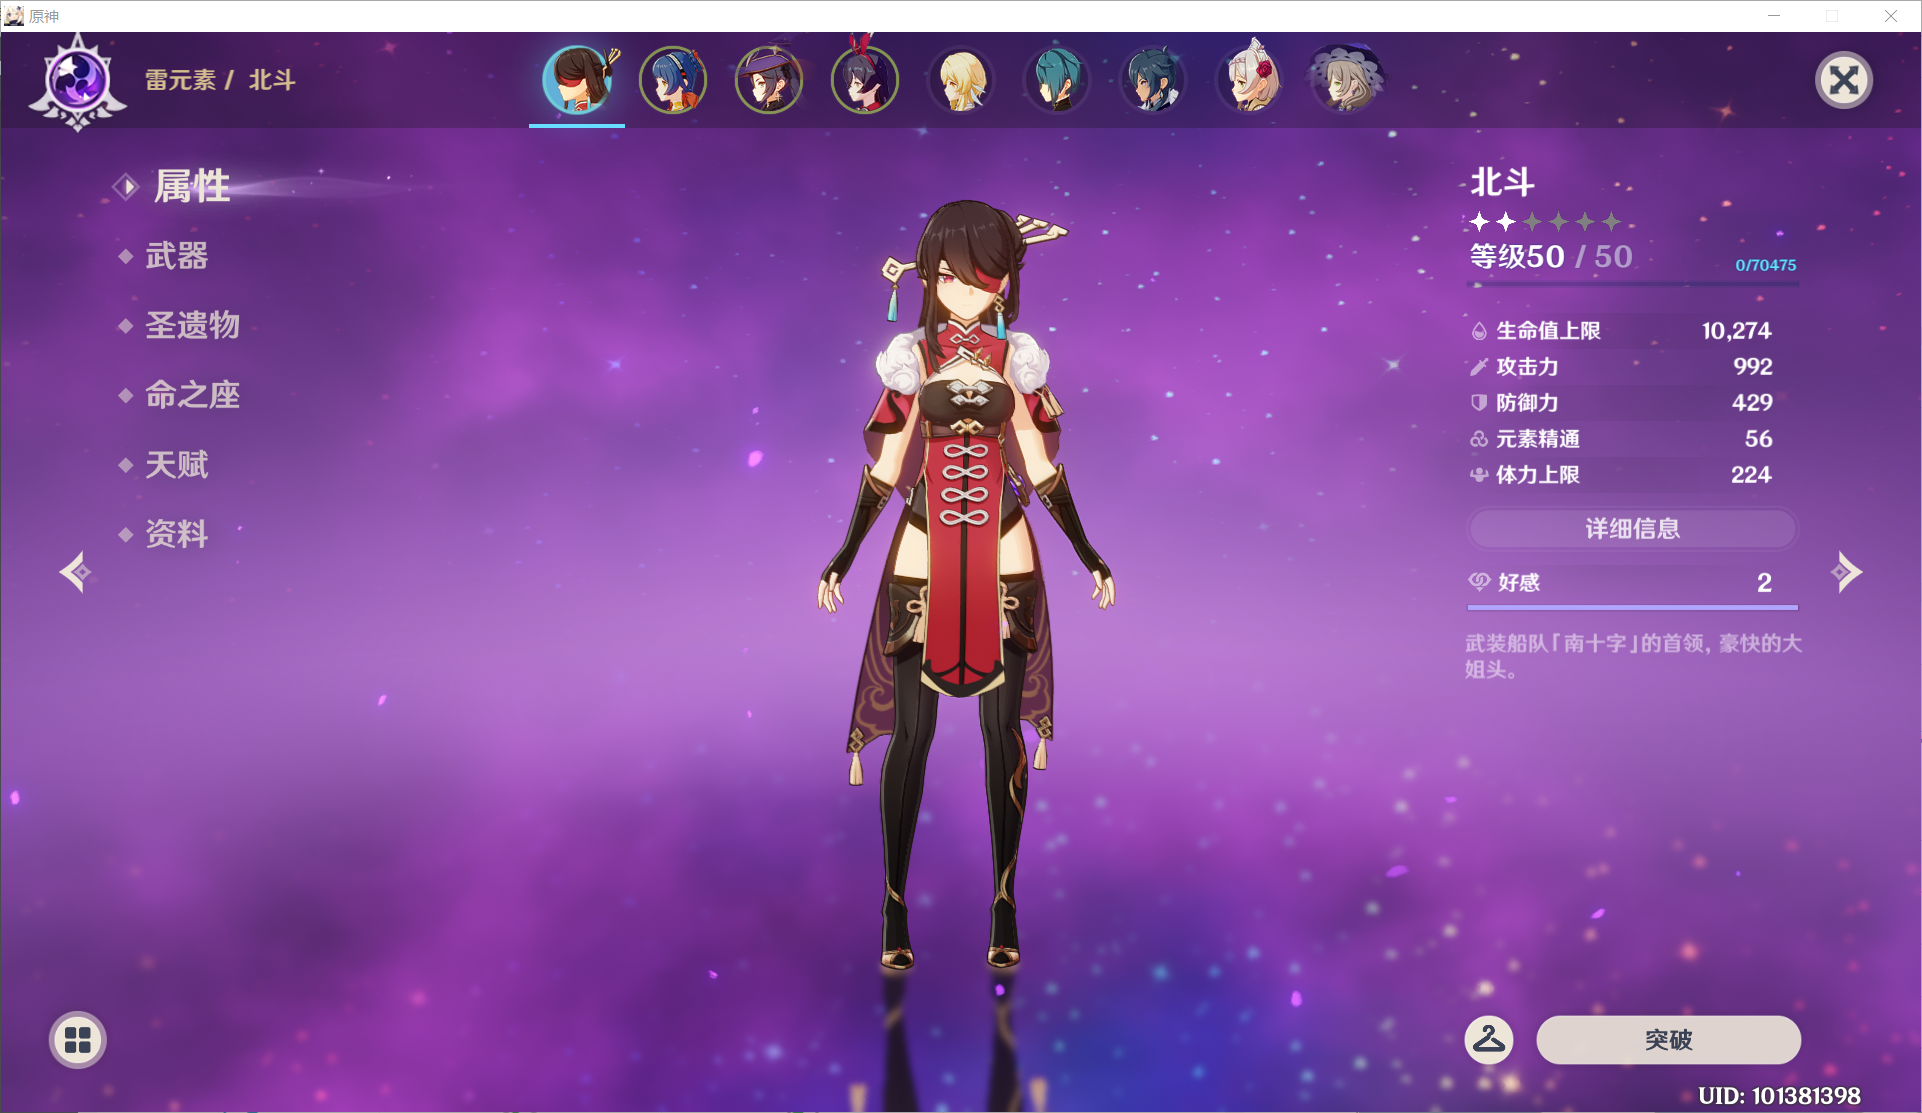 原神
雷元素 / 北斗
属性
武器
圣遗物
命之座
天赋
资料
北斗
等级50 / 50
0/70475
生命值上限 10,274
攻击力 992
防御力 429
元素精通 56
体力上限 224
详细信息
好感 2
武装船队「南十字」的首领，豪快的大
姐头。
突破
UID: 101381398